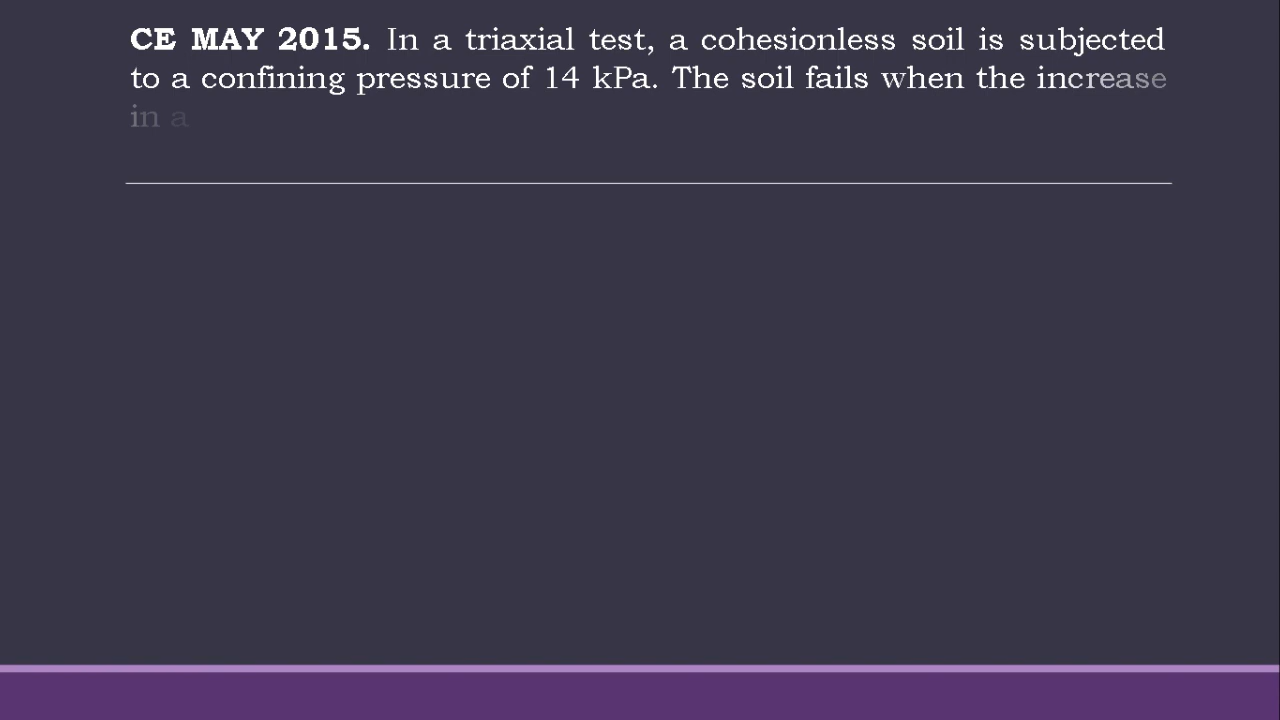 CE MAY 2015. In a triaxial test, a cohesionless soil is subjected
to a confining pressure of 14 kPa. The soil fails when the increase
in a